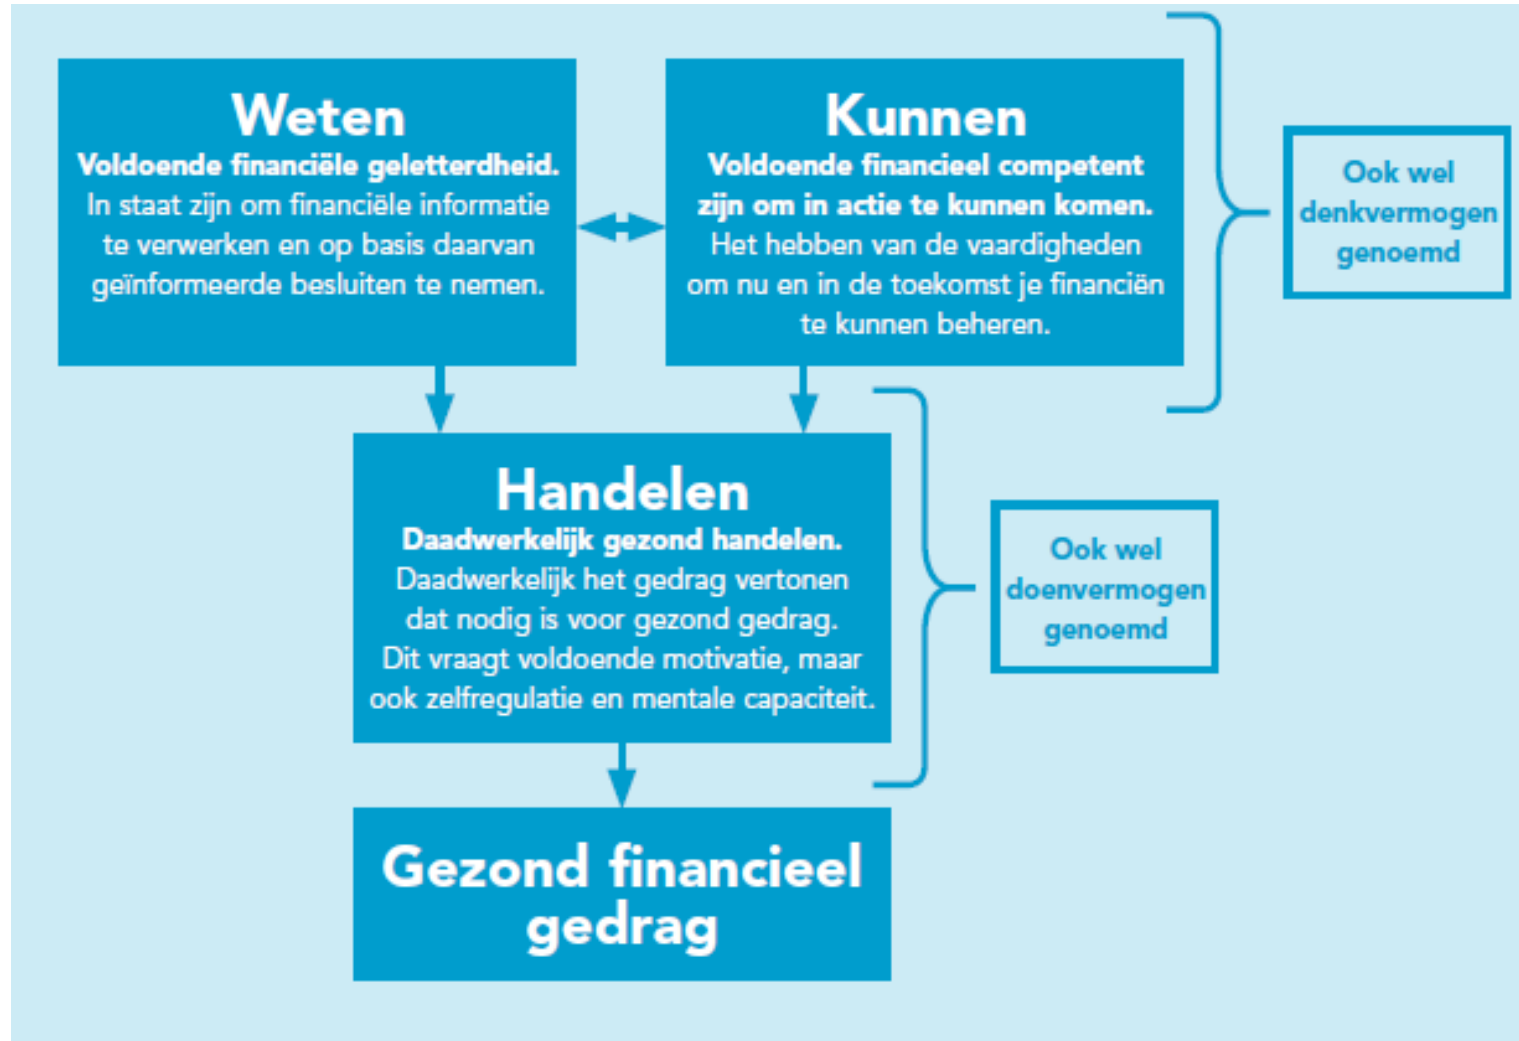 Weten
Voldoende financiële geletterdheid.
In staat zijn om financiële informatie
te verwerken en op basis daarvan
geïnformeerde besluiten te nemen.
Kunnen
Voldoende financieel competent
zijn om in actie te kunnen komen.
Het hebben van de vaardigheden
om nu en in de toekomst je financiën
te kunnen beheren.
Ook wel
denkvermogen
genoemd
Handelen
Daadwerkelijk gezond handelen.
Daadwerkelijk het gedrag vertonen
dat nodig is voor gezond gedrag.
Dit vraagt voldoende motivatie, maar
ook zelfregulatie en mentale capaciteit.
Ook wel
doenvermogen
genoemd
Gezond financieel
gedrag